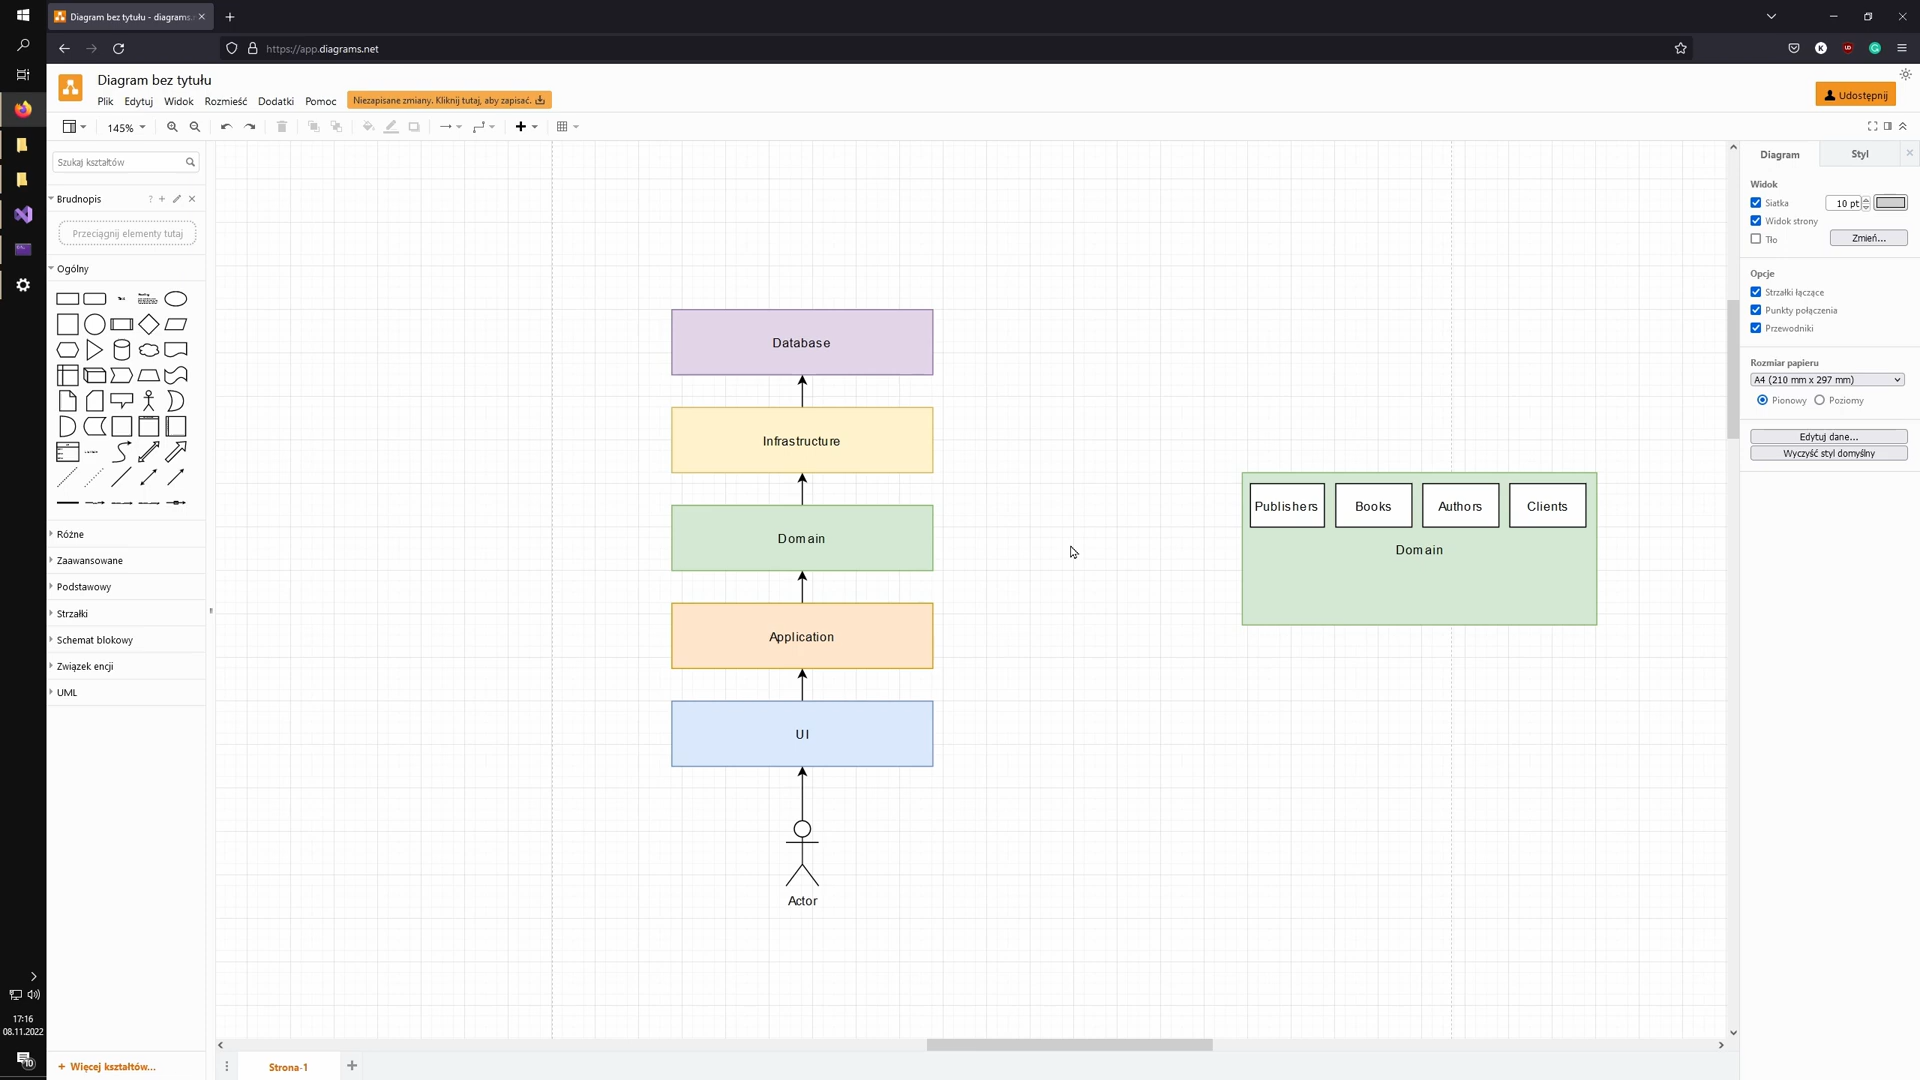 Diagram bez tytułu - diagrams.
https://app.diagrams.net
Diagram bez tytułu
Plik Edytuj Widok Rozmieść Dodatki Pomoc Niezapisane zmiany. Kliknij tutaj, aby zapisać.
Udostępnij
145%
Szukaj kształtów
Brudnopis
Przeciągnij elementy tutaj
Ogólny
Różne
Zaawansowane
Podstawowy
Strzałki
Schemat blokowy
Związek encji
UML
+ Więcej kształtów...
Database
Infrastructure
Domain
Application
UI
Actor
Publishers Books Authors Clients
Domain
Diagram Styl
Widok
Siatka 10 pt
Widok strony
Tło Zmień...
Opcje
Strzałki łączące
Punkty połączenia
Przewodniki
Rozmiar papieru
A4 (210 mm x 297 mm)
Pionowy Poziomy
Edytuj dane...
Wyczyść styl domyślny
Strona-1
17:16
08.11.2022